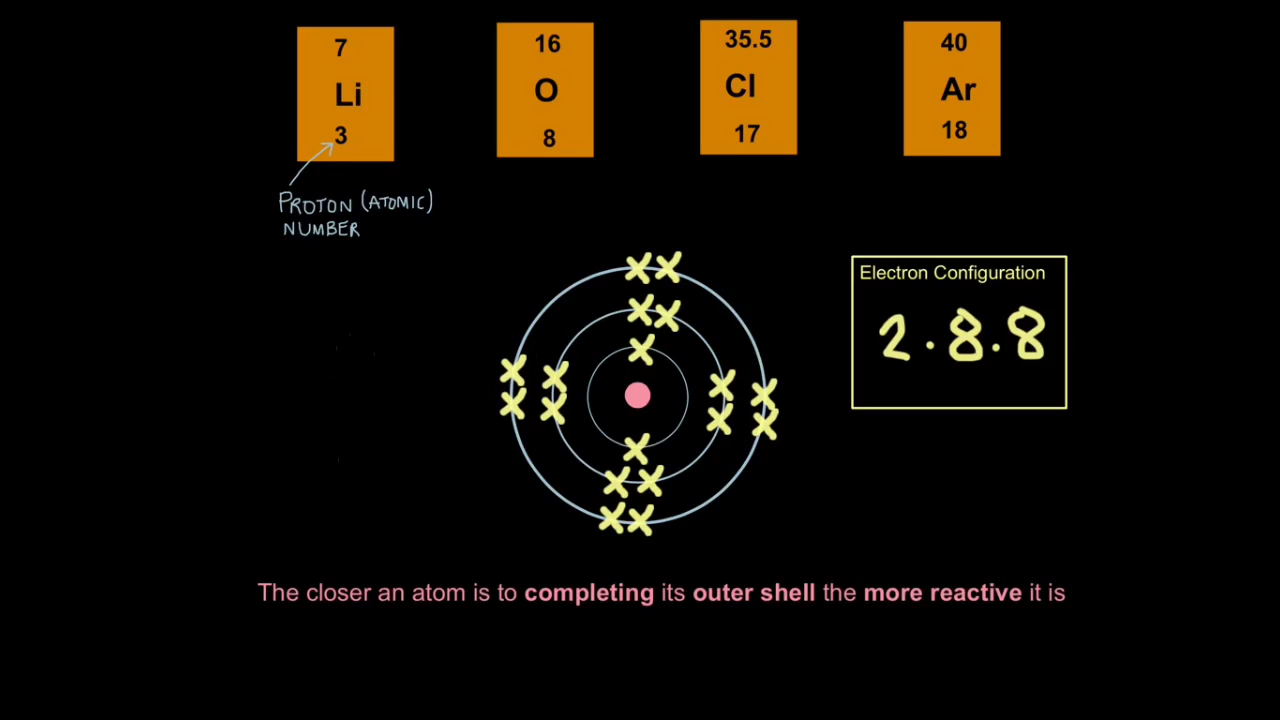 7
Li
3
16
O
8
35.5
Cl
17
40
Ar
18
PROTON (ATOMIC)
NUMBER
Electron Configuration
2.8.8
The closer an atom is to completing its outer shell the more reactive it is